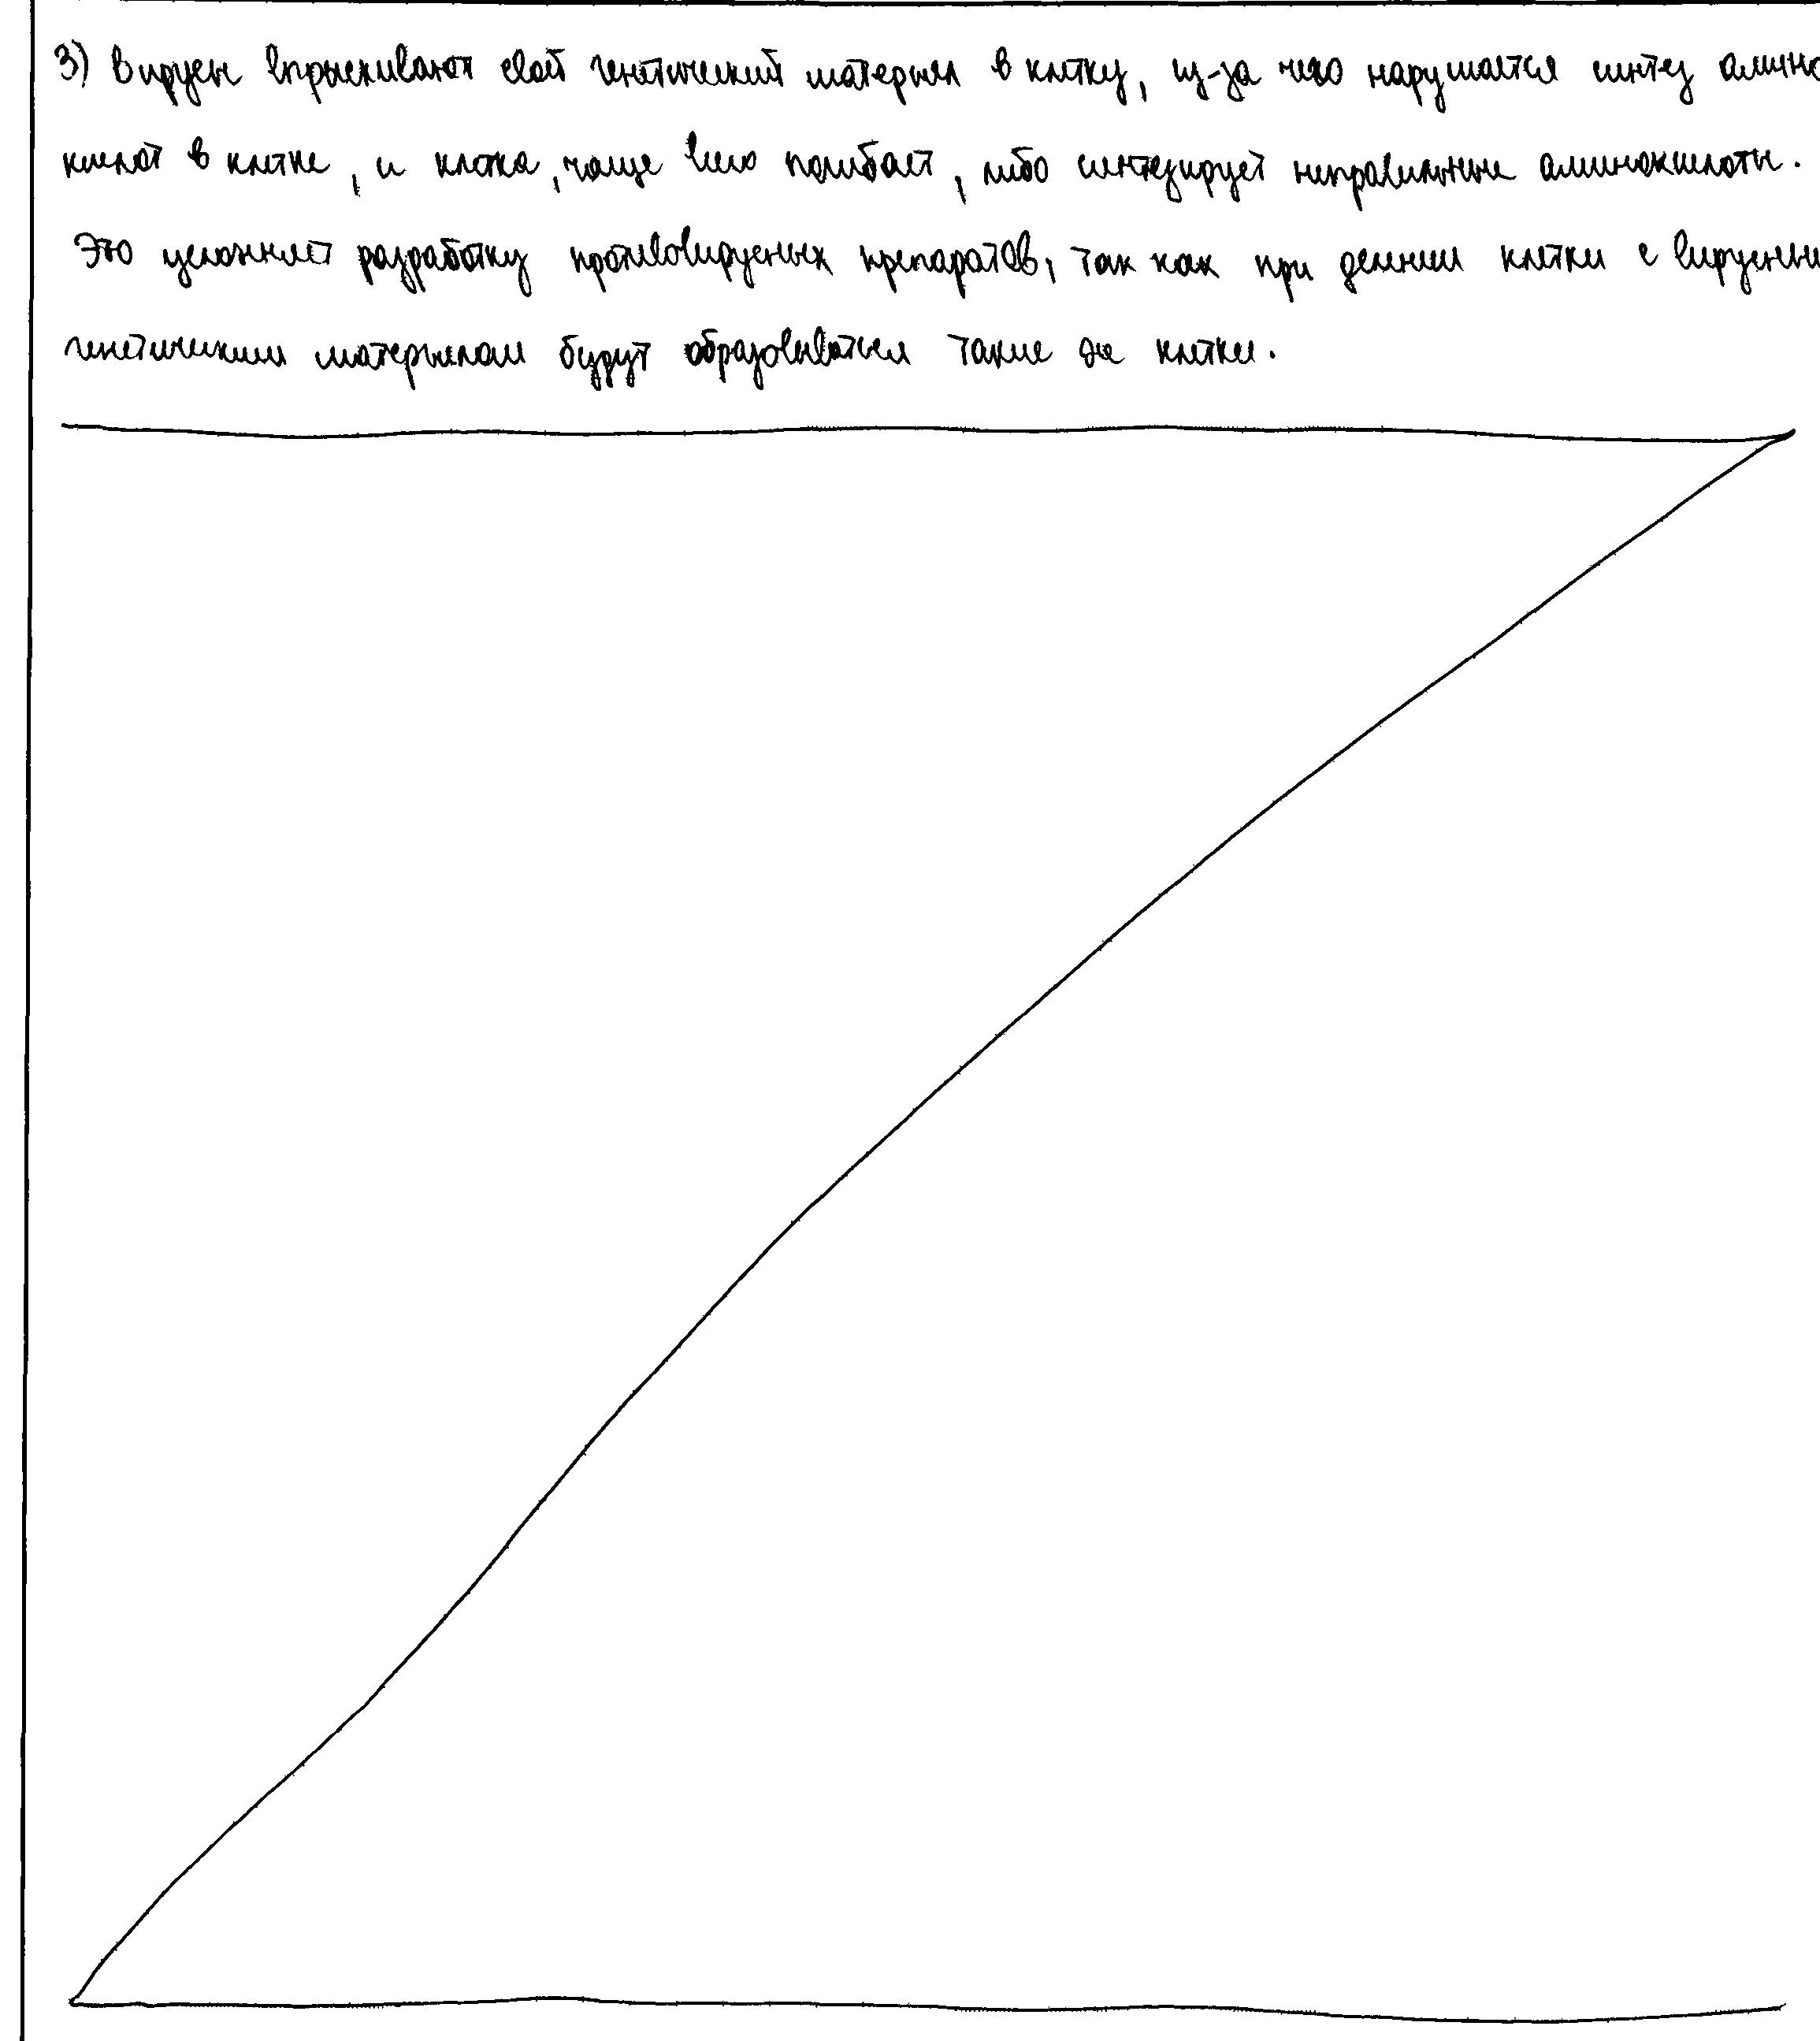 3) Вирусы впрыскивают свой генетический материал в клетку, из-за чего нарушается синтез амино
кислот в клетке, и клетка, чаще всего погибает, либо синтезирует неправильные аминокислоты.
Это усложняет разработку противовирусных препаратов, так как при делении клетки с вирусным
генетическим материалом будут образовываться такие же клетки.